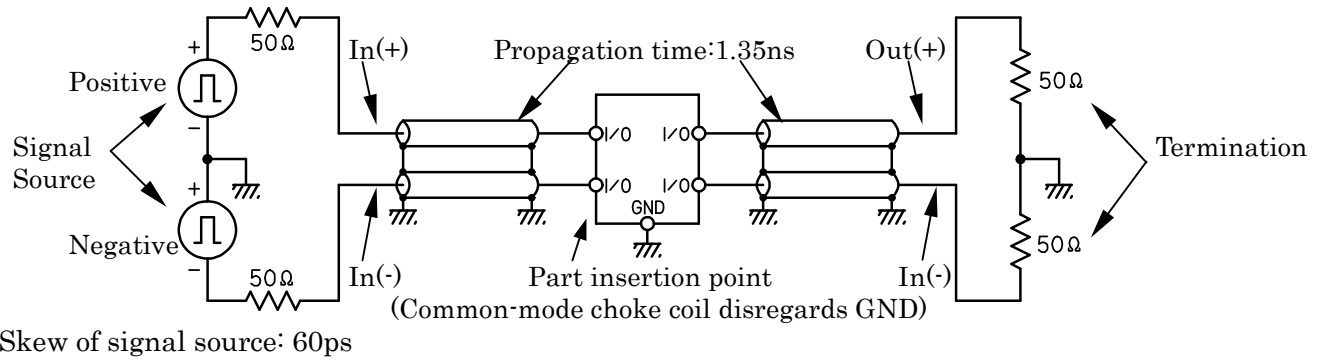 50Ω
In(+)
Propagation time:1.35ns
Out(+)
50Ω
Positive
+
−
I/O
I/O
Signal
Source
Termination
+
−
I/O
I/O
GND
Negative
50Ω
50Ω
In(-)
Part insertion point
In(-)
(Common-mode choke coil disregards GND)
Skew of signal source: 60ps